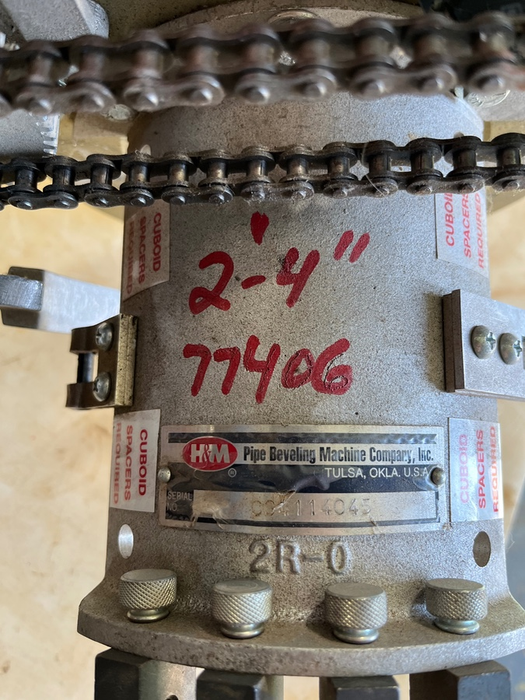 CUBOID
SPACERS
REQUIRED
CUBOID
SPACERS
REQUIRED
2'-4"
77406
CUBOID
SPACERS
REQUIRED
H&M
®
Pipe Beveling Machine Company, Inc.
TULSA, OKLA. U.S.A.
SERIAL
NO.
CUBOID
SPACERS
REQUIRED
2R-0